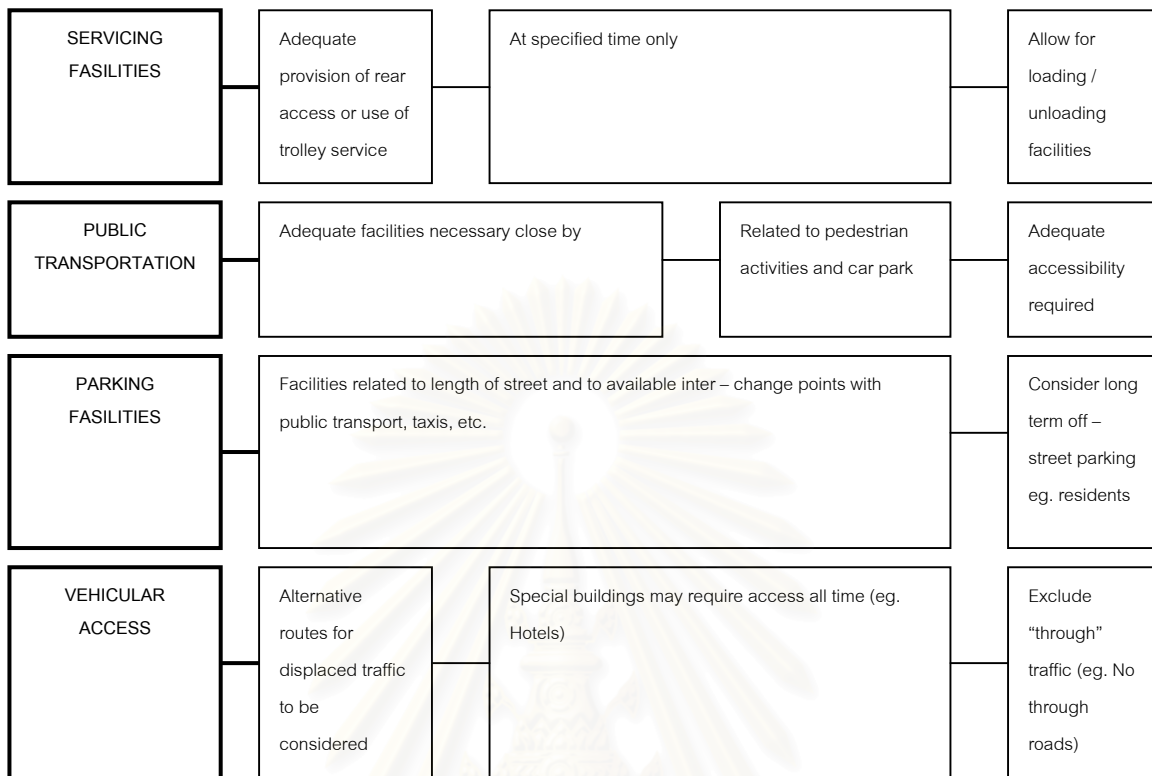 SERVICING
FASILITIES
Adequate
provision of rear
access or use of
trolley service
At specified time only
Allow for
loading /
unloading
facilities
PUBLIC
TRANSPORTATION
Adequate facilities necessary close by
Related to pedestrian
activities and car park
Adequate
accessibility
required
PARKING
FASILITIES
Facilities related to length of street and to available inter – change points with
public transport, taxis, etc.
Consider long
term off –
street parking
eg. residents
VEHICULAR
ACCESS
Alternative
routes for
displaced traffic
to be
considered
Special buildings may require access all time (eg.
Hotels)
Exclude
“through”
traffic (eg. No
through
roads)